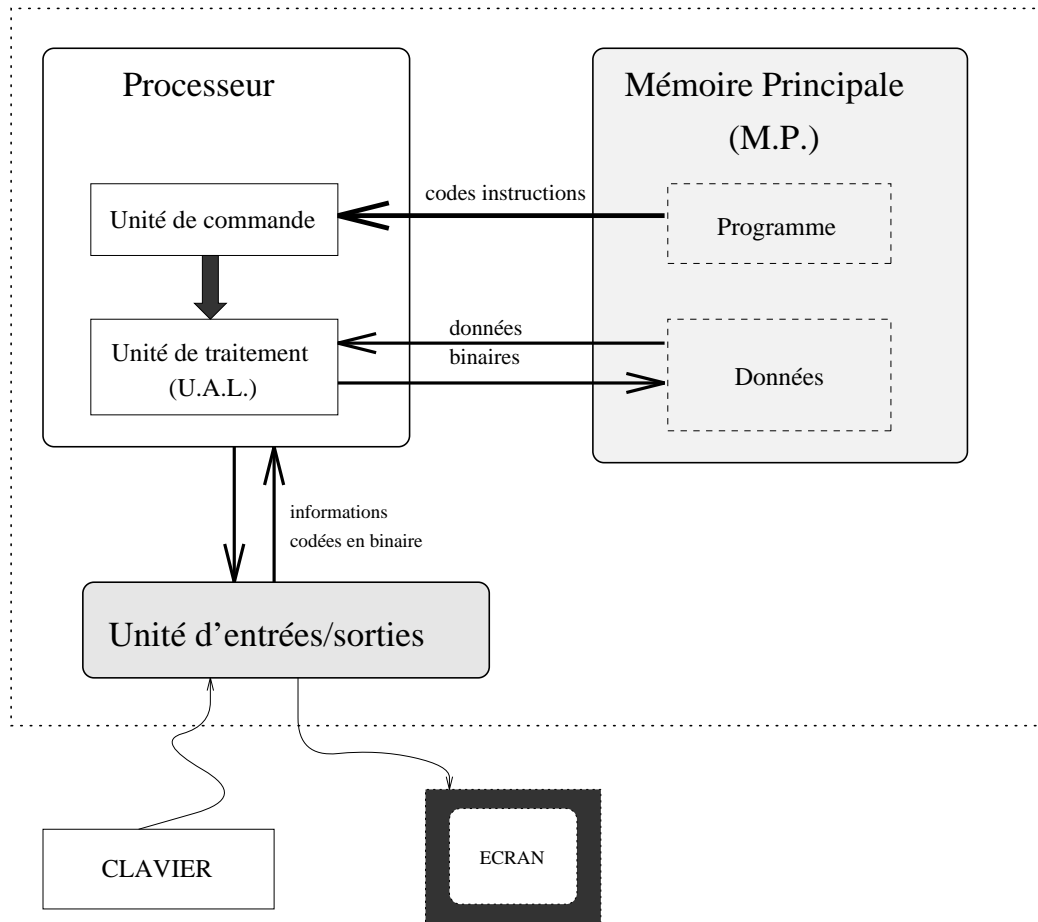 Processeur
Mémoire Principale
(M.P.)
codes instructions
Unité de commande
Programme
données
binaires
Unité de traitement
(U.A.L.)
Données
informations
codées en binaire
Unité d'entrées/sorties
CLAVIER
ECRAN